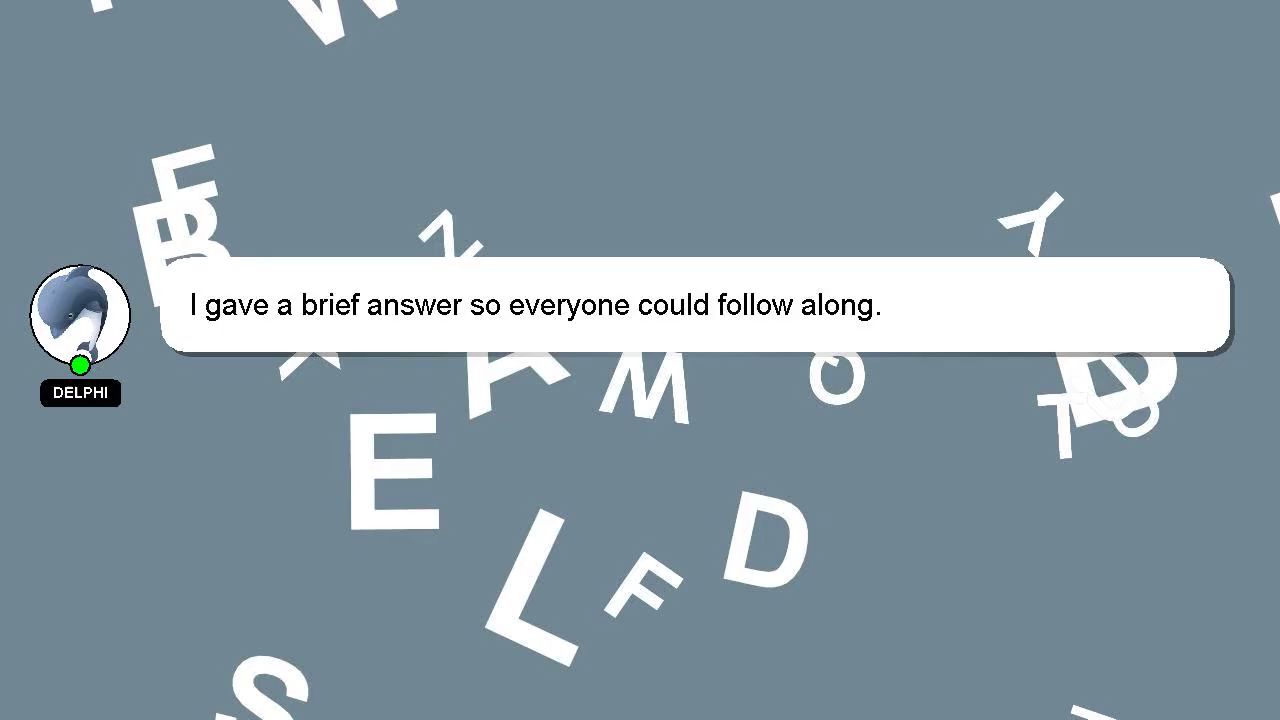 I gave a brief answer so everyone could follow along.
DELPHI
W
E
B
N
Y
A
M
O
D
T
E
L
F
D
S